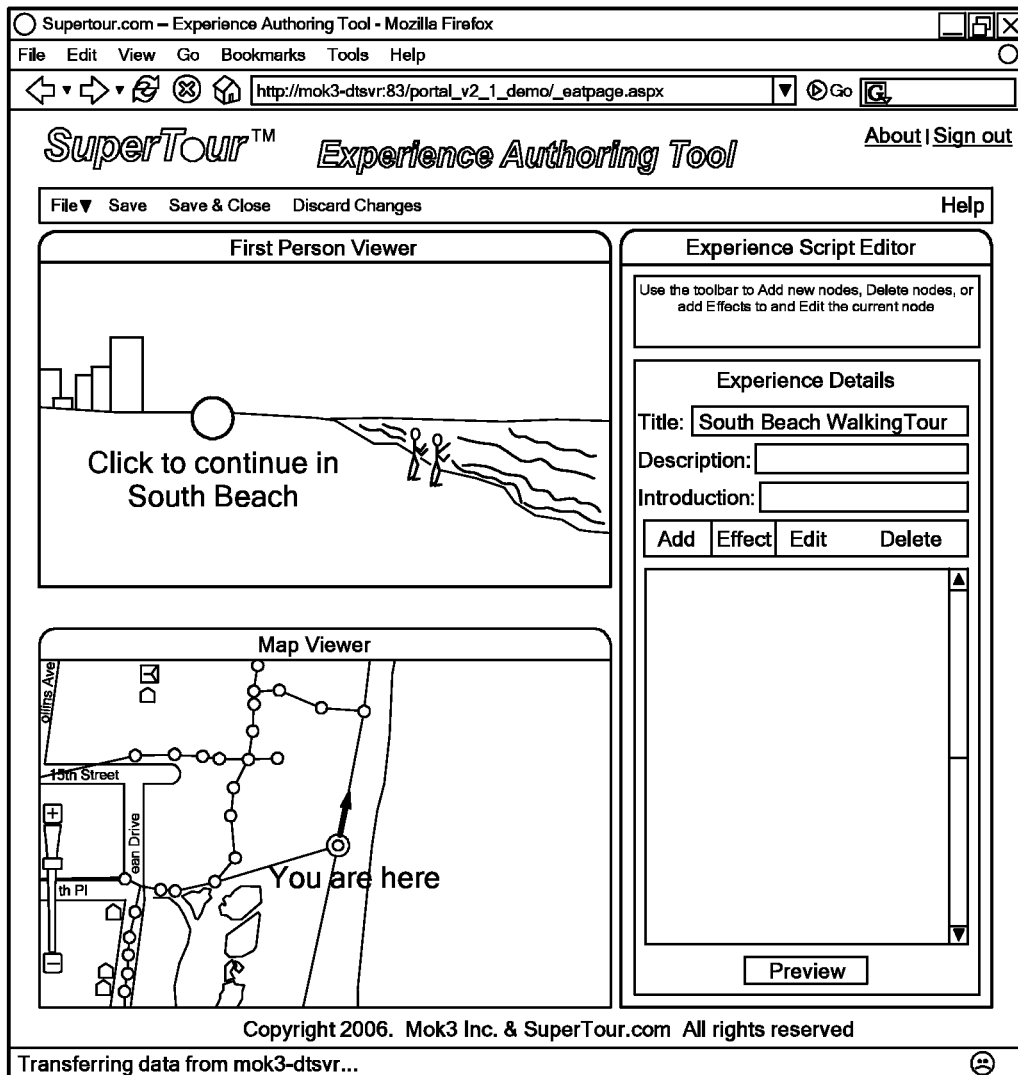 Supertour.com – Experience Authoring Tool - Mozilla Firefox
File Edit View Go Bookmarks Tools Help
http://mok3-dtsvr:83/portal_v2_1_demo/_eatpage.aspx Go G
SuperTour™ Experience Authoring Tool About | Sign out
File Save Save & Close Discard Changes Help
First Person Viewer
Click to continue in
South Beach
Map Viewer
ollins Ave
15th Street
ean Drive
th Pl
You are here
Experience Script Editor
Use the toolbar to Add new nodes, Delete nodes, or
add Effects to and Edit the current node
Experience Details
Title: South Beach WalkingTour
Description:
Introduction:
Add Effect Edit Delete
Preview
Copyright 2006. Mok3 Inc. & SuperTour.com All rights reserved
Transferring data from mok3-dtsvr...